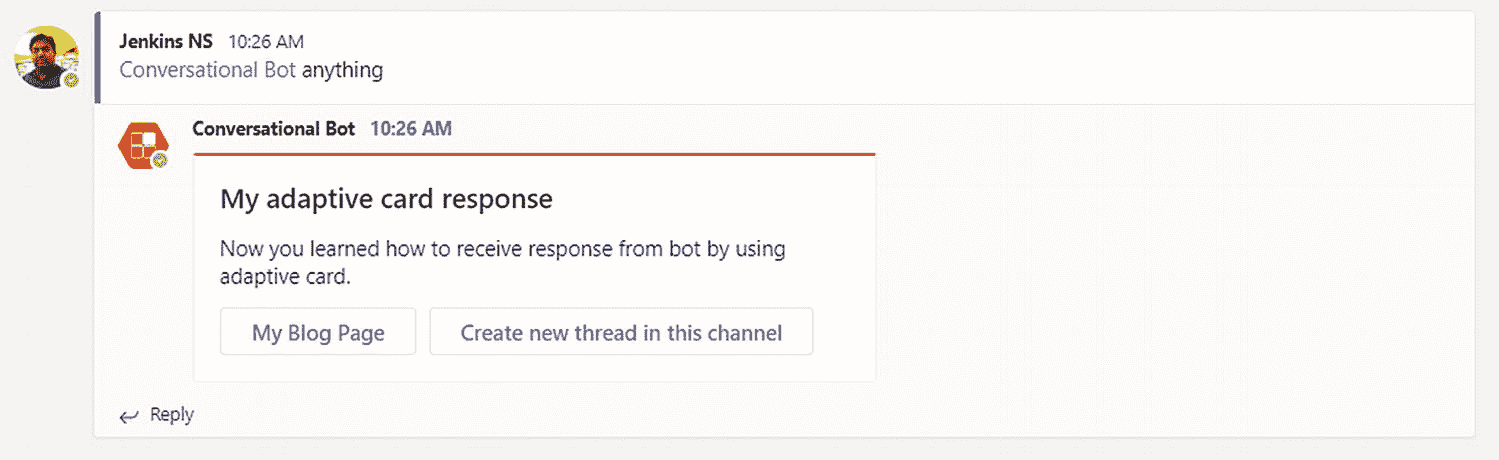 Jenkins NS 10:26 AM
Conversational Bot anything
Conversational Bot 10:26 AM
My adaptive card response
Now you learned how to receive response from bot by using
adaptive card.
My Blog Page
Create new thread in this channel
Reply